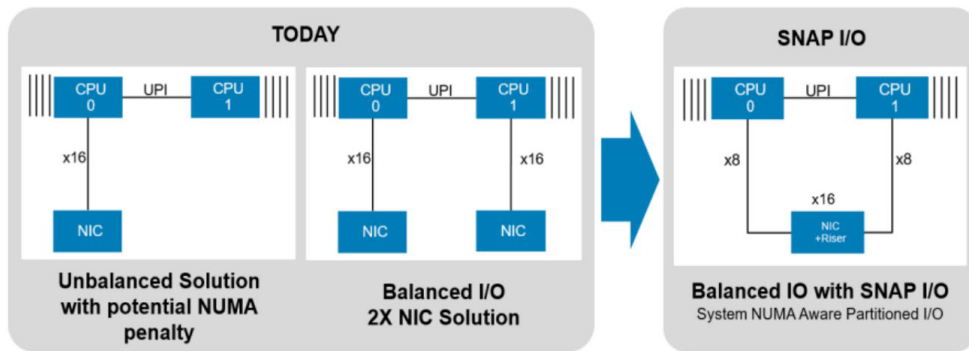 TODAY
CPU
0
UPI
CPU
1
x16
NIC
Unbalanced Solution
with potential NUMA
penalty
CPU
0
UPI
CPU
1
x16
x16
NIC
NIC
Balanced I/O
2X NIC Solution
SNAP I/O
CPU
0
UPI
CPU
1
x8
x8
x16
NIC
+Riser
Balanced IO with SNAP I/O
System NUMA Aware Partitioned I/O